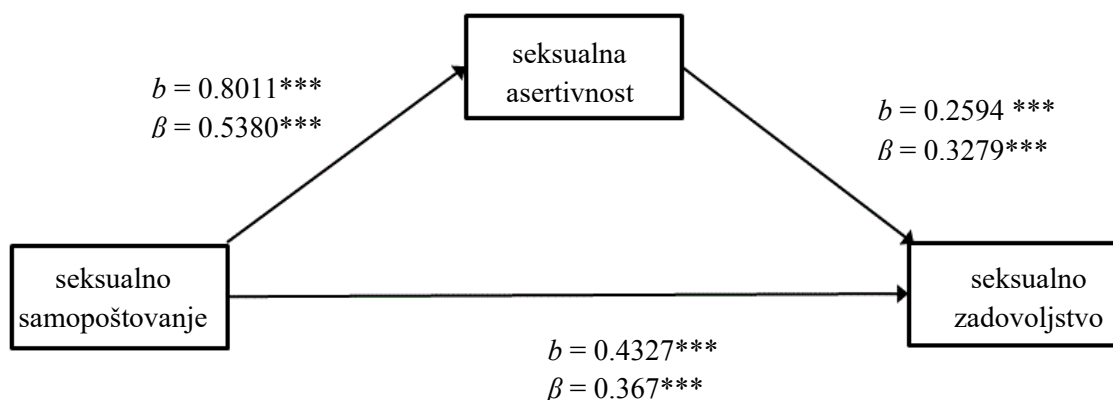 seksualna
asertivnost
b = 0.8011***
β = 0.5380***
b = 0.2594 ***
β = 0.3279***
seksualno
samopoštovanje
seksualno
zadovoljstvo
b = 0.4327***
β = 0.367***